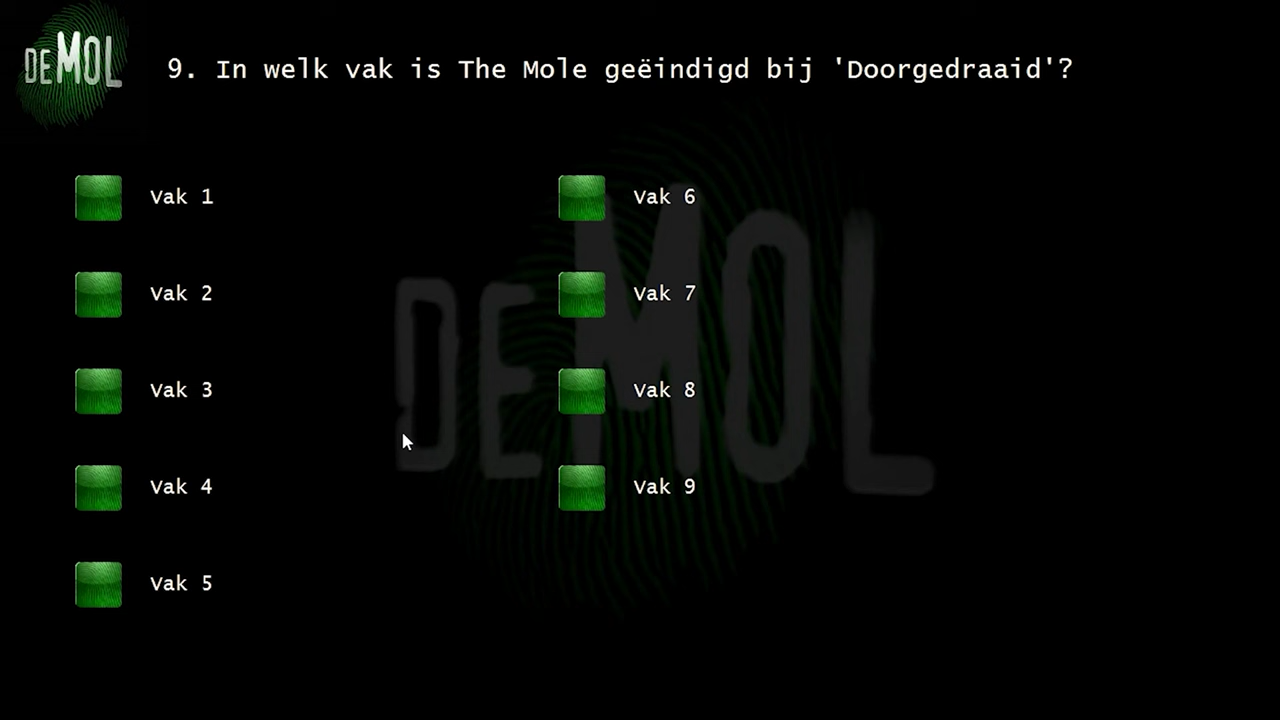 DE MOL
9. In welk vak is The Mole geëindigd bij 'Doorgedraaid'?
Vak 1
Vak 2
Vak 3
Vak 4
Vak 5
Vak 6
Vak 7
Vak 8
Vak 9
DE MOL